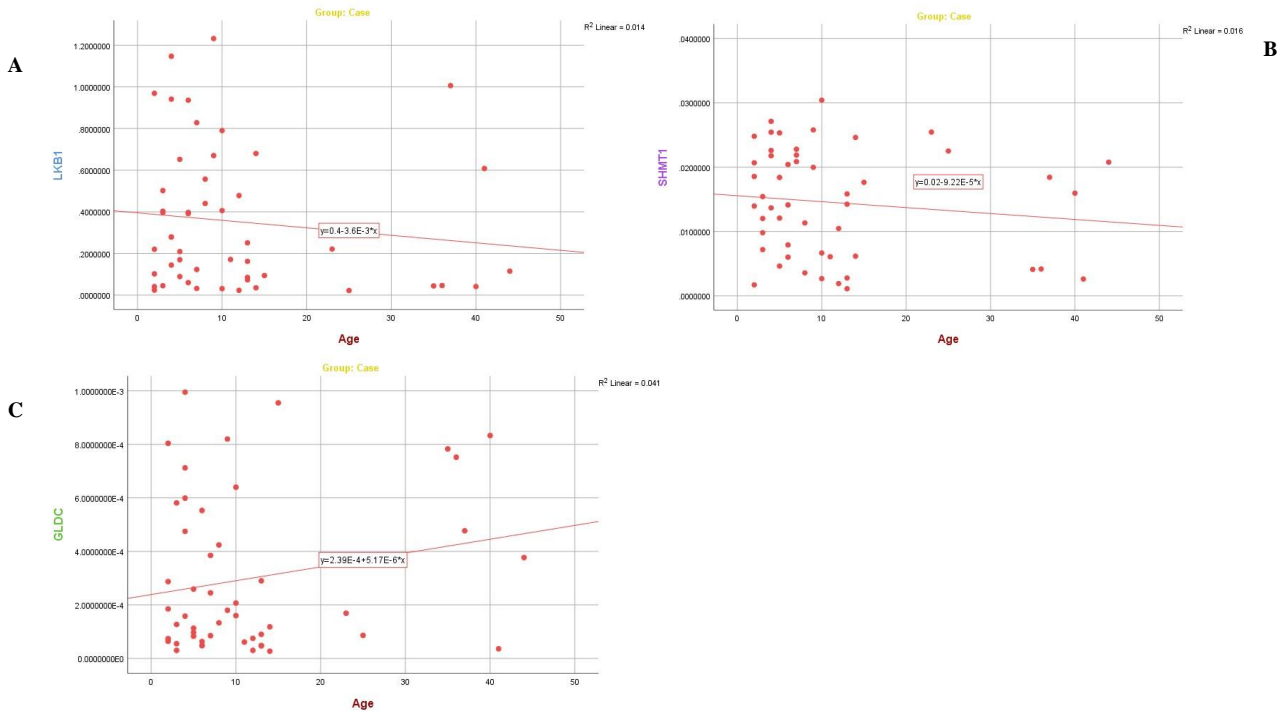 A
Group: Case
R2 Linear = 0.014
LKB1
1.2000000
1.0000000
.8000000
.6000000
.4000000
.2000000
.0000000
y=0.4-3.6E-3*x
0 10 20 30 40 50
Age
B
Group: Case
R2 Linear = 0.016
SHMT1
.0400000
.0300000
.0200000
.0100000
.0000000
y=0.02-9.22E-5*x
0 10 20 30 40 50
Age
C
Group: Case
R2 Linear = 0.041
GLDC
1.0000000E-3
8.0000000E-4
6.0000000E-4
4.0000000E-4
2.0000000E-4
0.0000000E0
y=2.39E-4+5.17E-6*x
0 10 20 30 40 50
Age